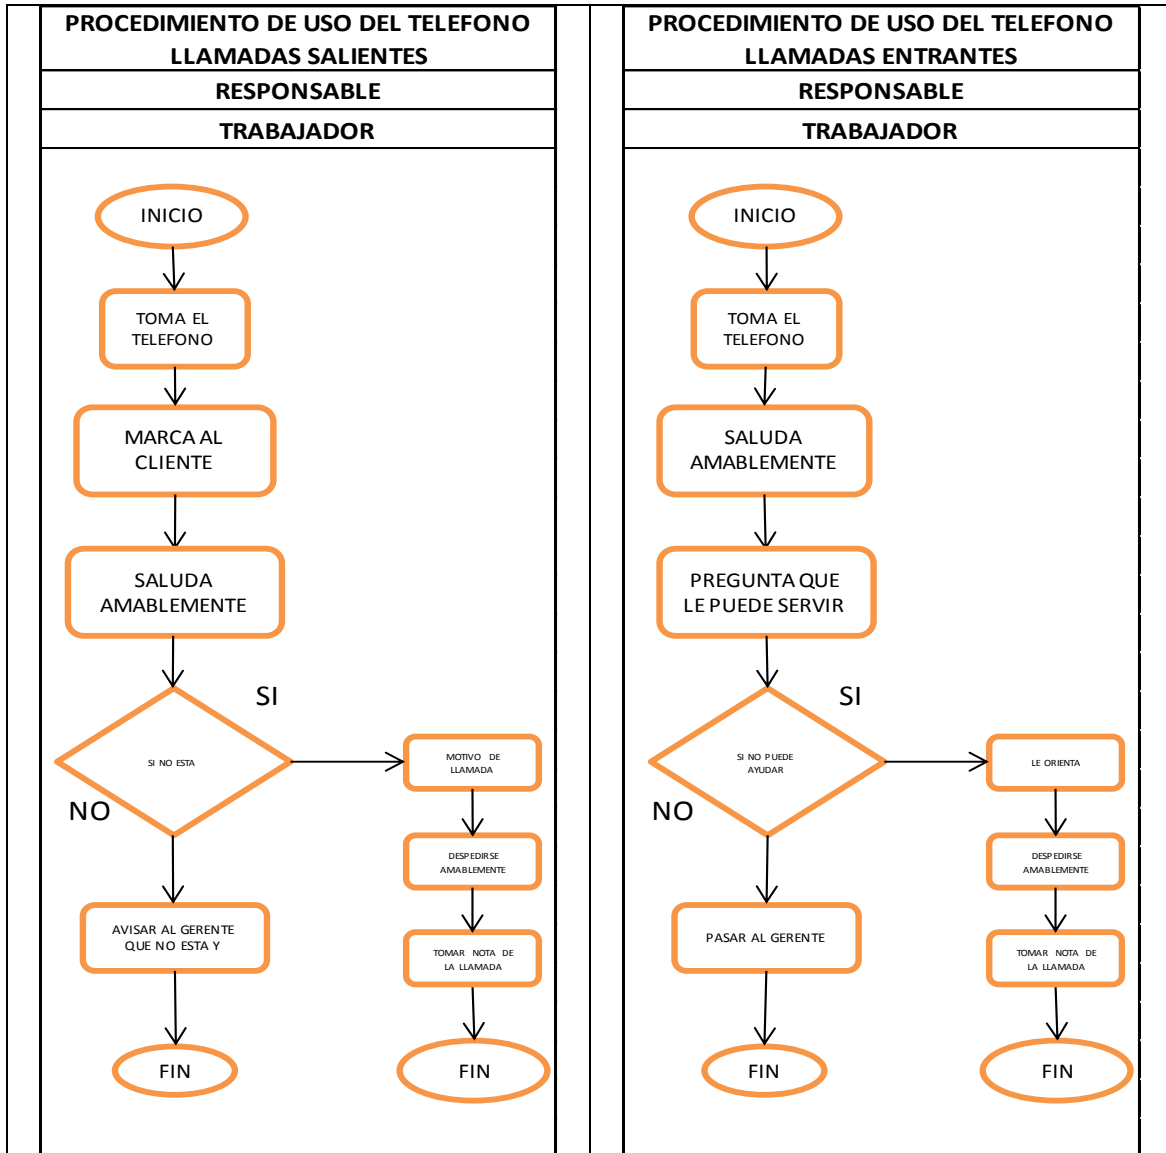 PROCEDIMIENTO DE USO DEL TELEFONO
LLAMADAS SALIENTES
RESPONSABLE
TRABAJADOR
INICIO
TOMA EL
TELEFONO
MARCA AL
CLIENTE
SALUDA
AMABLEMENTE
SI
SI NO ESTA
NO
MOTIVO DE
LLAMADA
DESPEDIRSE
AMABLEMENTE
TOMAR NOTA DE
LA LLAMADA
FIN
AVISAR AL GERENTE
QUE NO ESTA Y
FIN
PROCEDIMIENTO DE USO DEL TELEFONO
LLAMADAS ENTRANTES
RESPONSABLE
TRABAJADOR
INICIO
TOMA EL
TELEFONO
SALUDA
AMABLEMENTE
PREGUNTA QUE
LE PUEDE SERVIR
SI
SI NO PUEDE
AYUDAR
NO
LE ORIENTA
DESPEDIRSE
AMABLEMENTE
TOMAR NOTA DE
LA LLAMADA
FIN
PASAR AL GERENTE
FIN